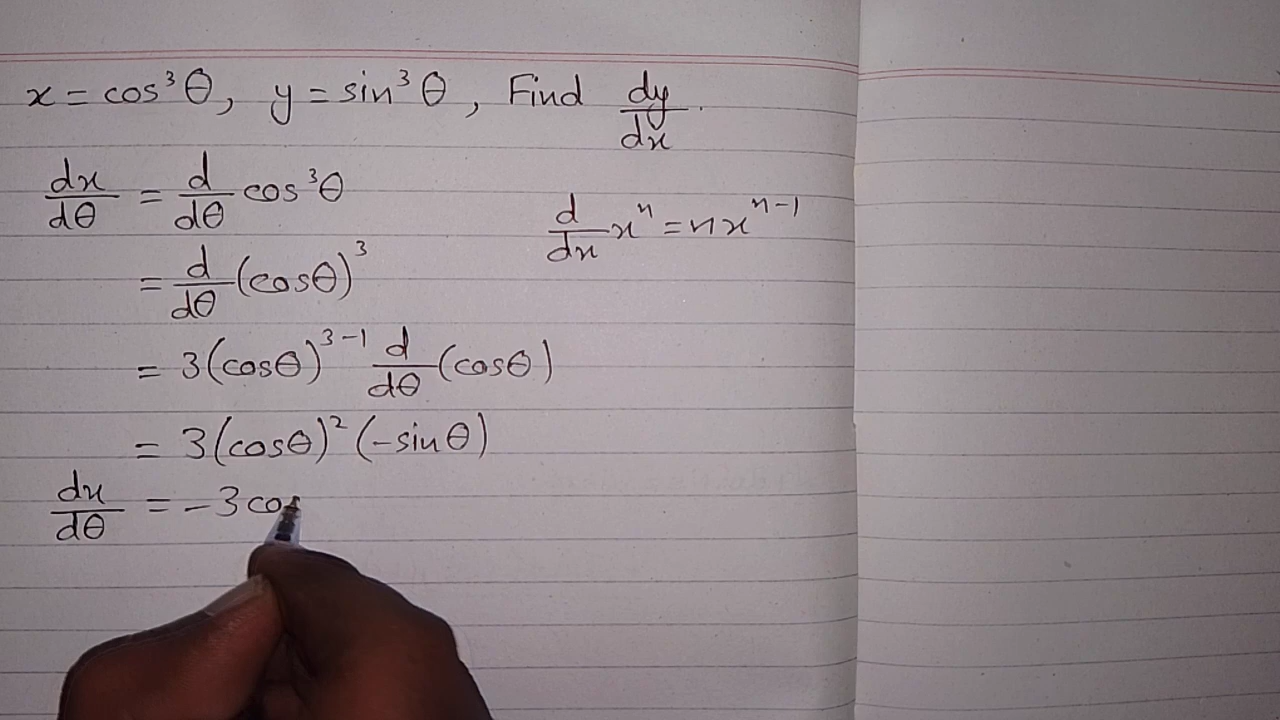 x = cos³θ, y = sin³θ, Find dy/dx.
dx/dθ = d/dθ cos³θ
d/dx xⁿ = nxⁿ⁻¹
= d/dθ (cosθ)³
= 3(cosθ)³⁻¹ d/dθ (cosθ)
= 3(cosθ)² (-sinθ)
dx/dθ = -3 cos